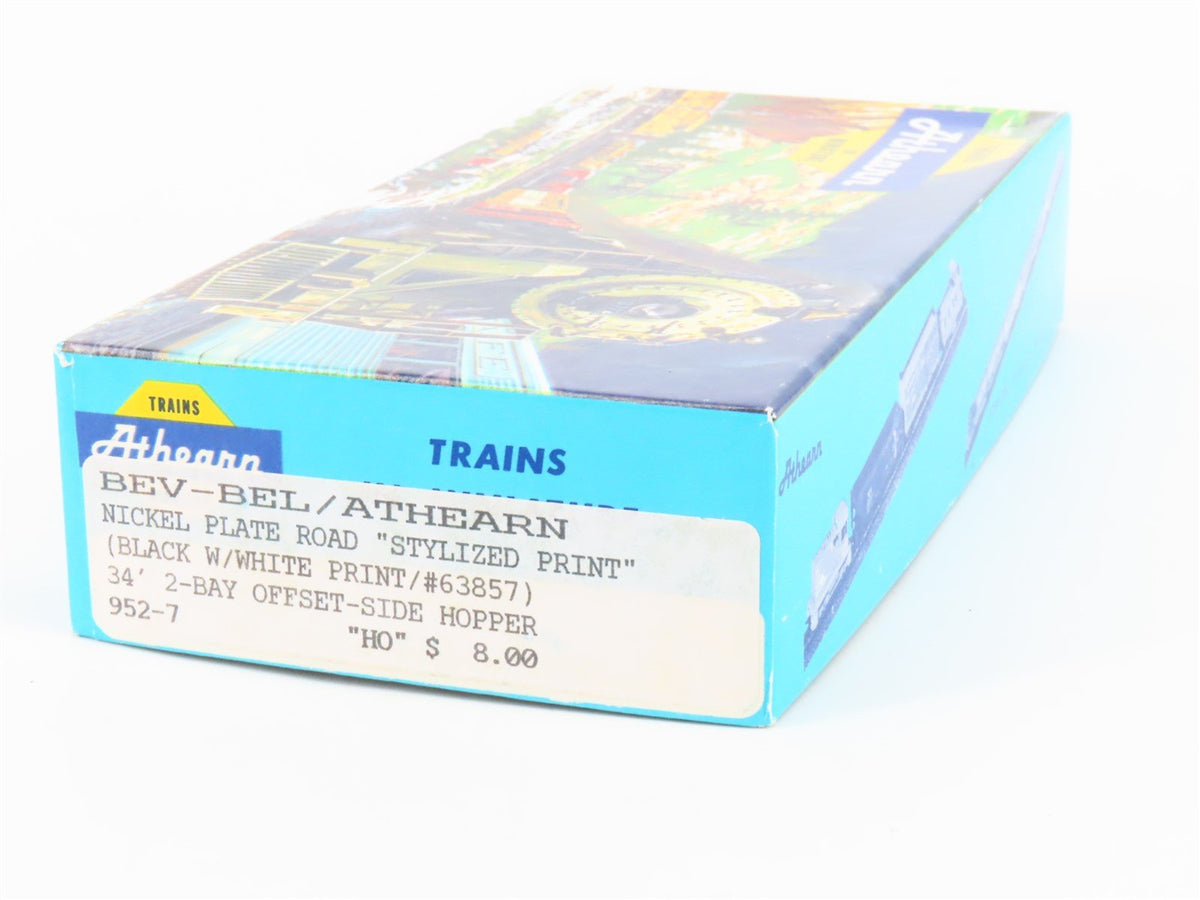 Athearn
TRAINS
Athearn
TRAINS
BEV-BEL/ATHEARN
NICKEL PLATE ROAD "STYLIZED PRINT"
(BLACK W/WHITE PRINT/#63857)
34' 2-BAY OFFSET-SIDE HOPPER
952-7
"HO" $ 8.00
Athearn